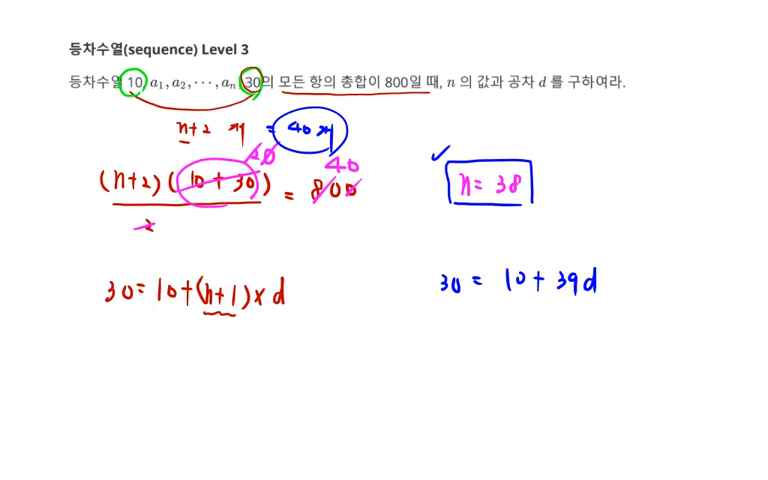 등차수열(sequence) Level 3
등차수열 10, a₁, a₂, ⋯, aₙ, 30의 모든 항의 총합이 800일 때, n 의 값과 공차 d 를 구하여라.
n+2 개 = 40개
20 40
(n+2)(10+30) = 800
2
n = 38
30 = 10+(n+1)×d
30 = 10+39d